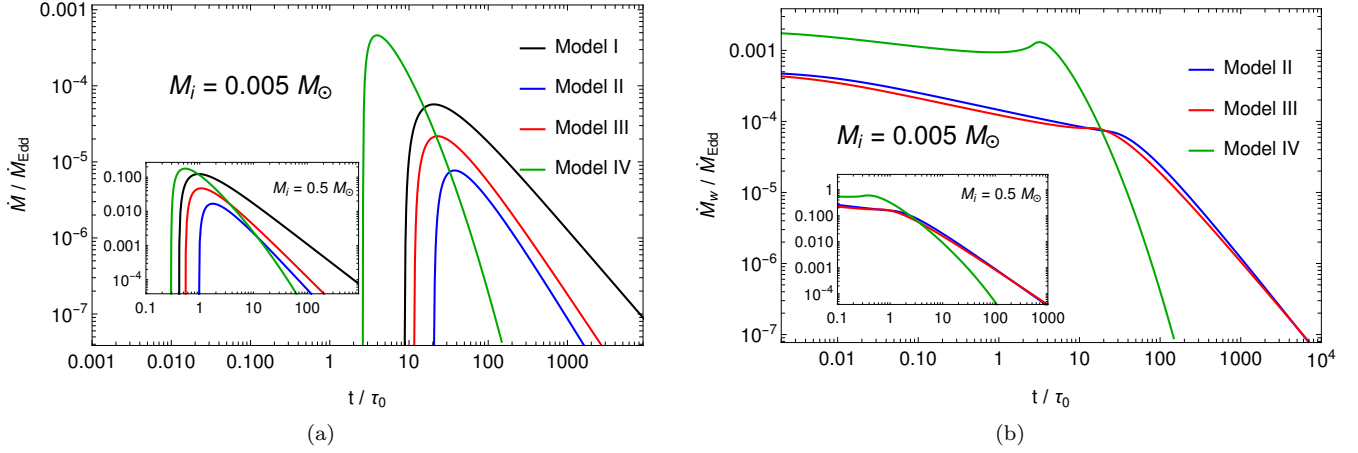 0.001
10⁻⁴
10⁻⁵
10⁻⁶
10⁻⁷
Ṁ / Ṁ_Edd
M_i = 0.005 M_⊙
Model I
Model II
Model III
Model IV
0.100
0.010
0.001
10⁻⁴
M_i = 0.5 M_⊙
0.1 1 10 100
0.001 0.010 0.100 1 10 100 1000
t / τ₀
(a)
0.001
10⁻⁴
10⁻⁵
10⁻⁶
10⁻⁷
Ṁ_w / Ṁ_Edd
Model II
Model III
Model IV
M_i = 0.005 M_⊙
1
0.100
0.010
0.001
10⁻⁴
M_i = 0.5 M_⊙
0.1 1 10 100 1000
0.01 0.10 1 10 100 1000 10⁴
t / τ₀
(b)